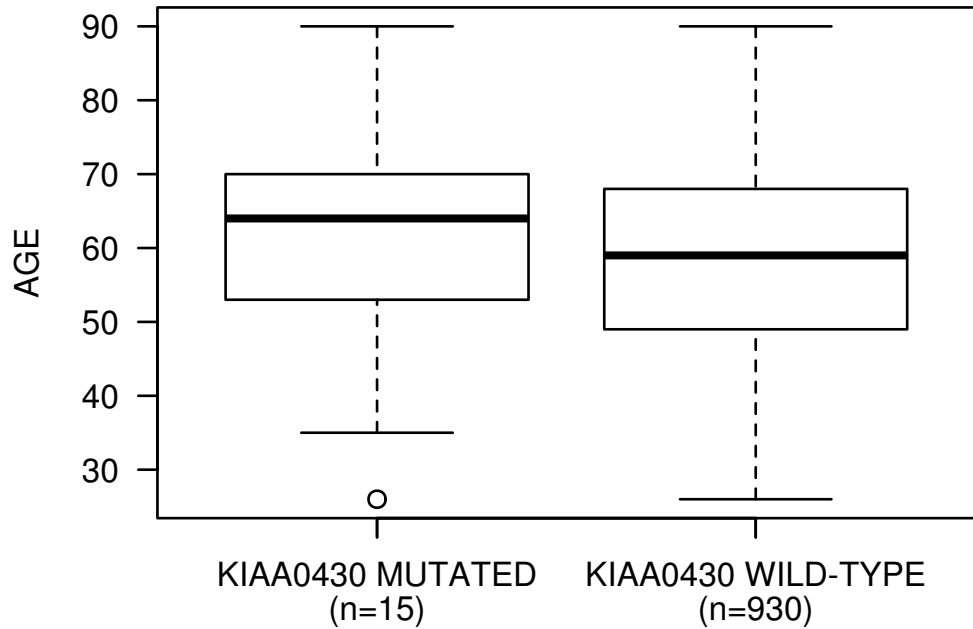 90
80
70
60
50
40
30
AGE
KIAA0430 MUTATED
(n=15)
KIAA0430 WILD-TYPE
(n=930)